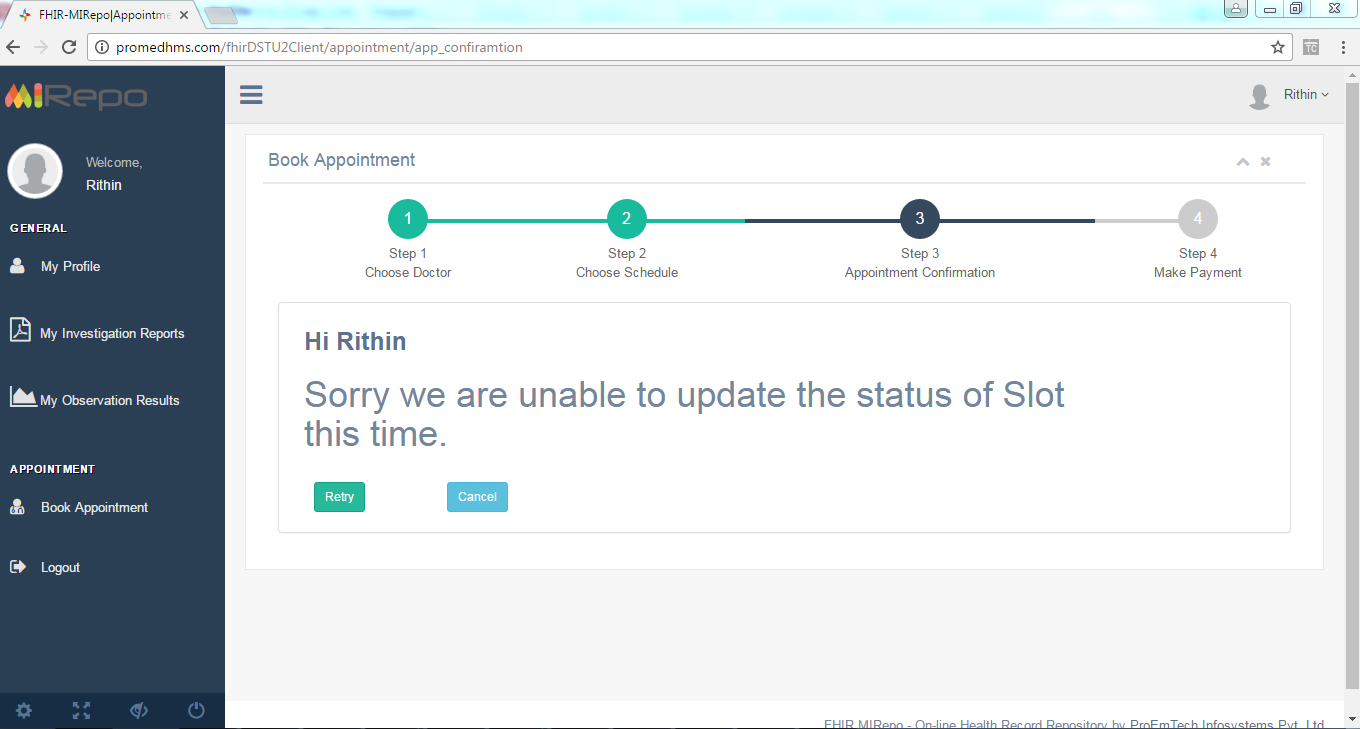 FHIR-MIRepo|Appointme
promedhms.com/fhirDSTU2Client/appointment/app_confiramtion
TC
MIRepo
Rithin
Welcome,
Rithin
GENERAL
My Profile
My Investigation Reports
My Observation Results
APPOINTMENT
Book Appointment
Logout
Book Appointment
1
2
3
4
Step 1
Step 2
Step 3
Step 4
Choose Doctor
Choose Schedule
Appointment Confirmation
Make Payment
Hi Rithin
Sorry we are unable to update the status of Slot
this time.
Retry
Cancel
FHIR MIRepo - On-line Health Record Repository by ProEmTech Infosystems Pvt. Ltd